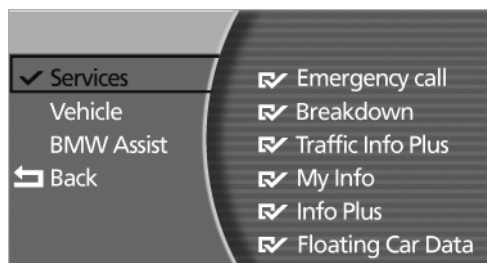 Services
Vehicle
BMW Assist
Back
Emergency call
Breakdown
Traffic Info Plus
My Info
Info Plus
Floating Car Data